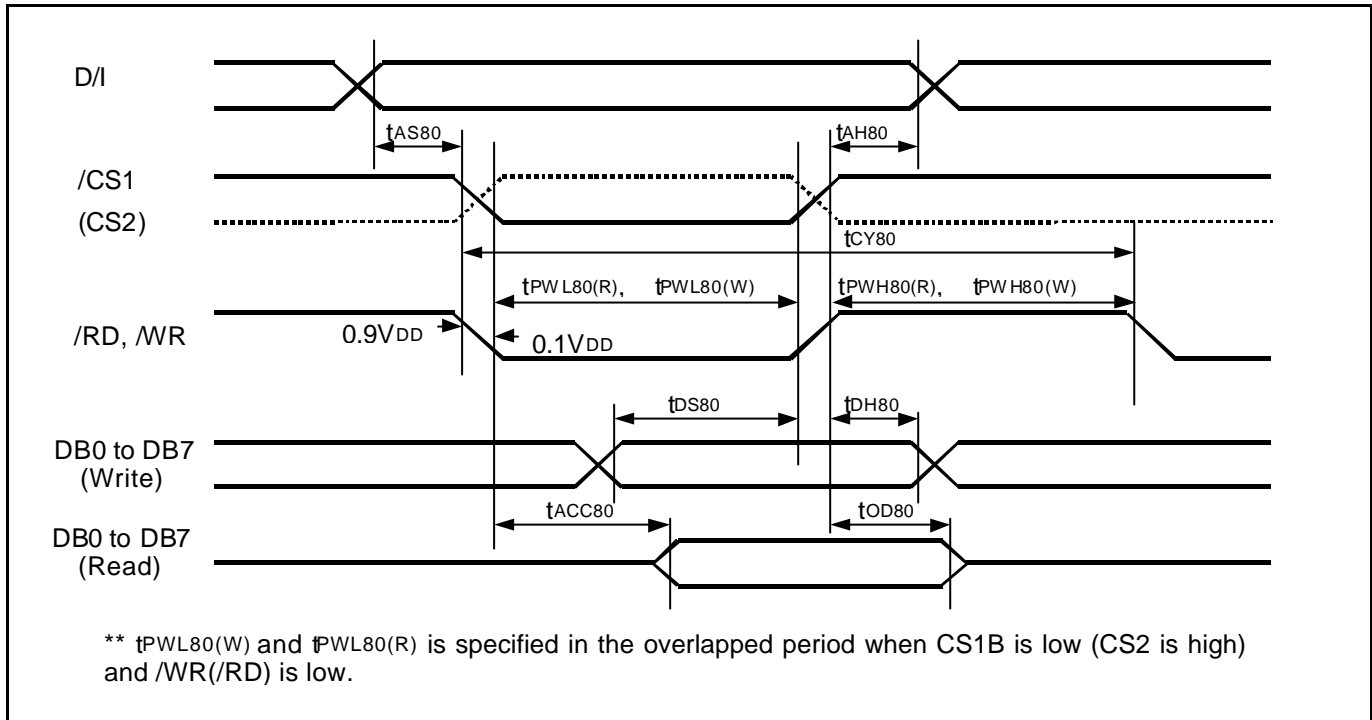 D/I
tAS80
tAH80
/CS1
(CS2)
tCY80
tPWL80(R), tPWL80(W)
tPWH80(R), tPWH80(W)
/RD, /WR
0.9VDD
0.1VDD
tDS80
tDH80
DB0 to DB7
(Write)
tACC80
tOD80
DB0 to DB7
(Read)
** tPWL80(W) and tPWL80(R) is specified in the overlapped period when CS1B is low (CS2 is high)
and /WR(/RD) is low.